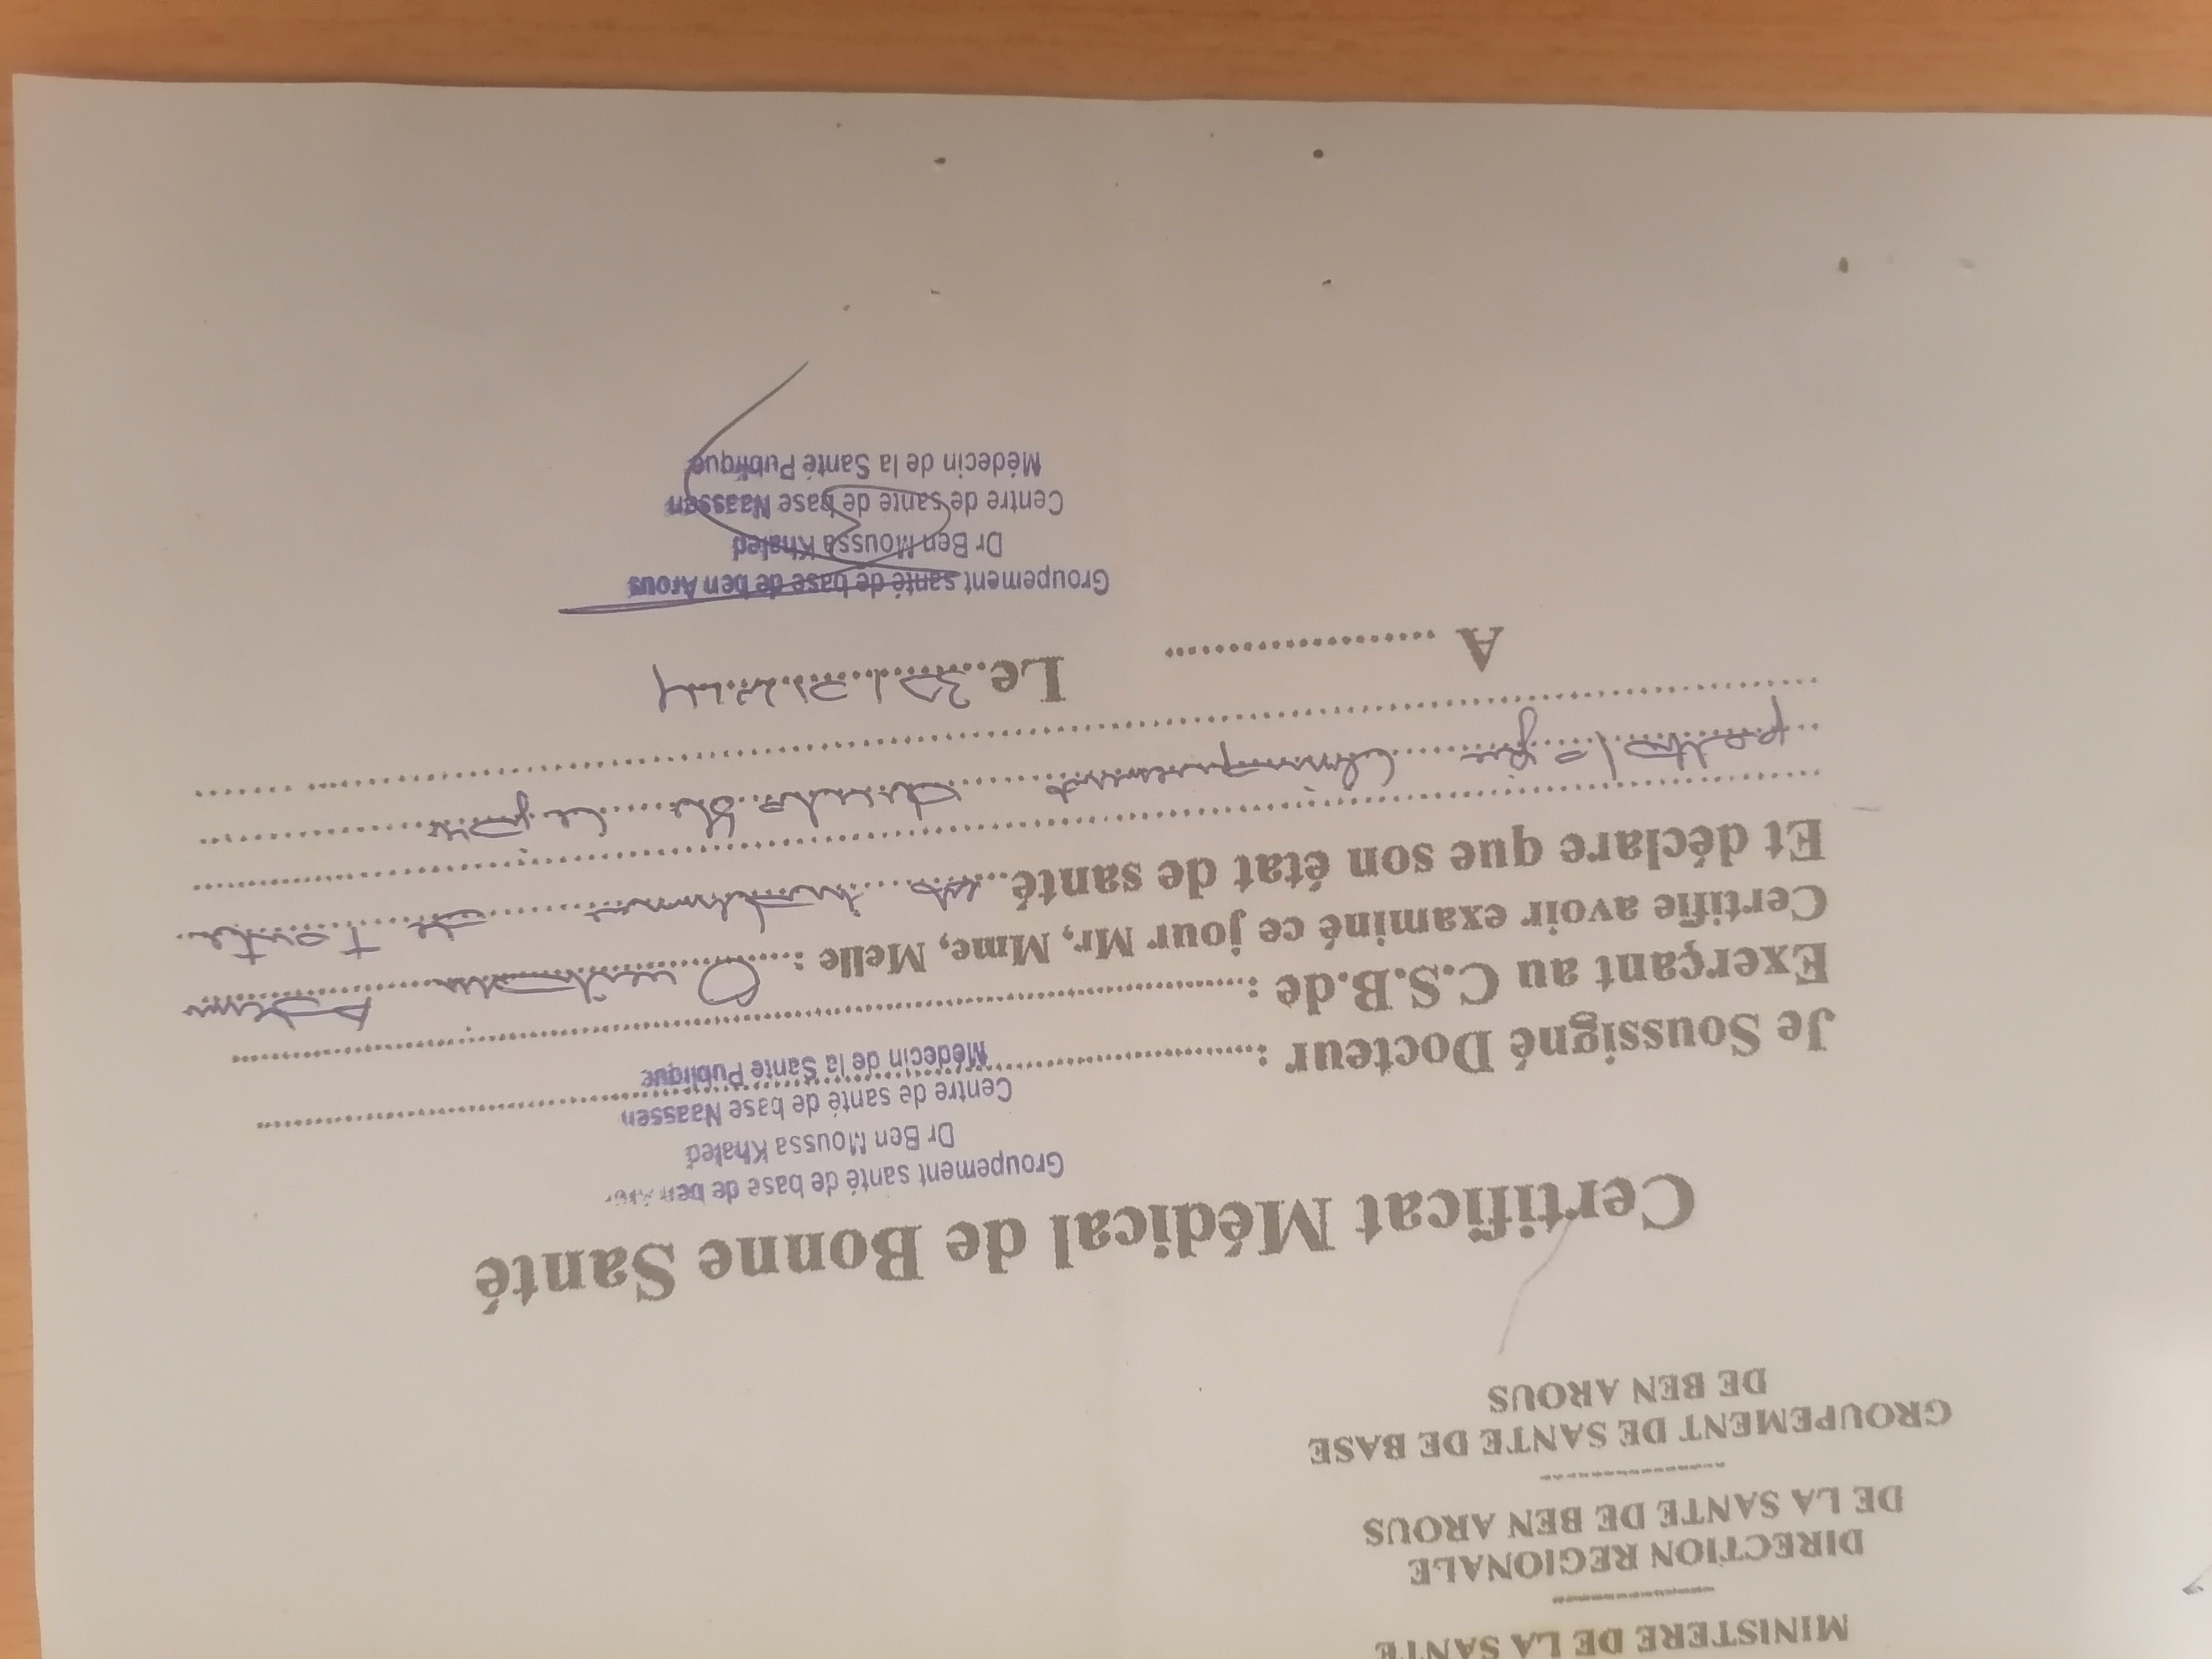 MINISTERE DE LA SANTE
----------------
DIRECTION REGIONALE
DE LA SANTE DE BEN AROUS
------------------
GROUPEMENT DE SANTE DE BASE
DE BEN AROUS
Certificat Médical de Bonne Santé
Groupement santé de base de ben
Dr Ben Moussa Khaled
Centre de santé de base Naassen
Médecin de la Santé Publique
Je Soussigné Docteur :
Exerçant au C.S.B.de :
Certifie avoir examiné ce jour Mr, Mme, Melle :
Et déclare que son état de santé de toute
A Le
Groupement santé de base de ben Arous
Dr Ben Moussa Khaled
Centre de santé de base Naassen
Médecin de la Santé Publique